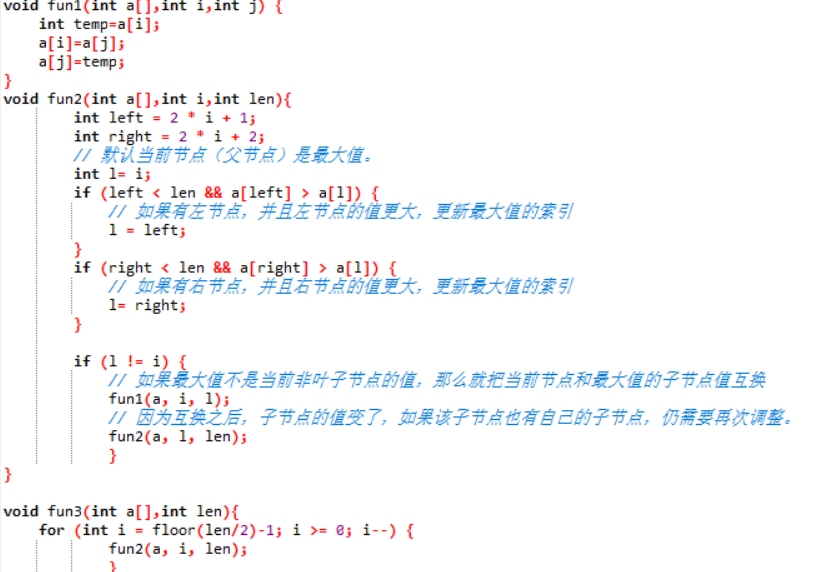 void fun1(int a[],int i,int j) {
    int temp=a[i];
    a[i]=a[j];
    a[j]=temp;
}
void fun2(int a[],int i,int len){
        int left = 2 * i + 1;
        int right = 2 * i + 2;
        // 默认当前节点（父节点）是最大值。
        int l= i;
        if (left < len && a[left] > a[l]) {
            // 如果有左节点，并且左节点的值更大，更新最大值的索引
            l = left;
        }
        if (right < len && a[right] > a[l]) {
            // 如果有右节点，并且右节点的值更大，更新最大值的索引
            l= right;
        }

        if (l != i) {
            // 如果最大值不是当前非叶子节点的值，那么就把当前节点和最大值的子节点值互换
            fun1(a, i, l);
            // 因为互换之后，子节点的值变了，如果该子节点也有自己的子节点，仍需要再次调整。
            fun2(a, l, len);
            }
}

void fun3(int a[],int len){
    for (int i = floor(len/2)-1; i >= 0; i--) {
            fun2(a, i, len);
            }